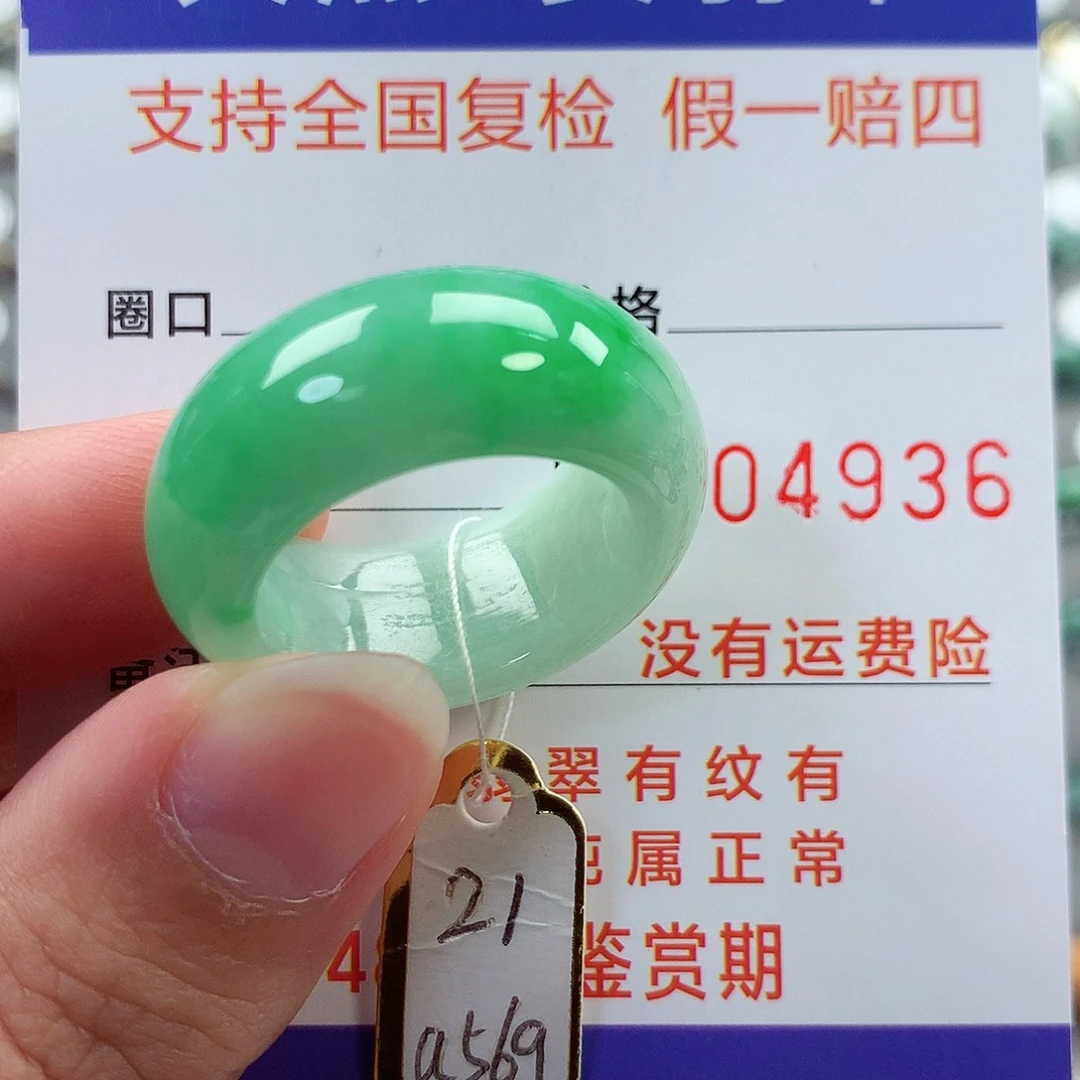 支持全国复检 假一赔四
圈口 格
04936
没有运费险
翠有纹有
属正常
鉴赏期
21
a569